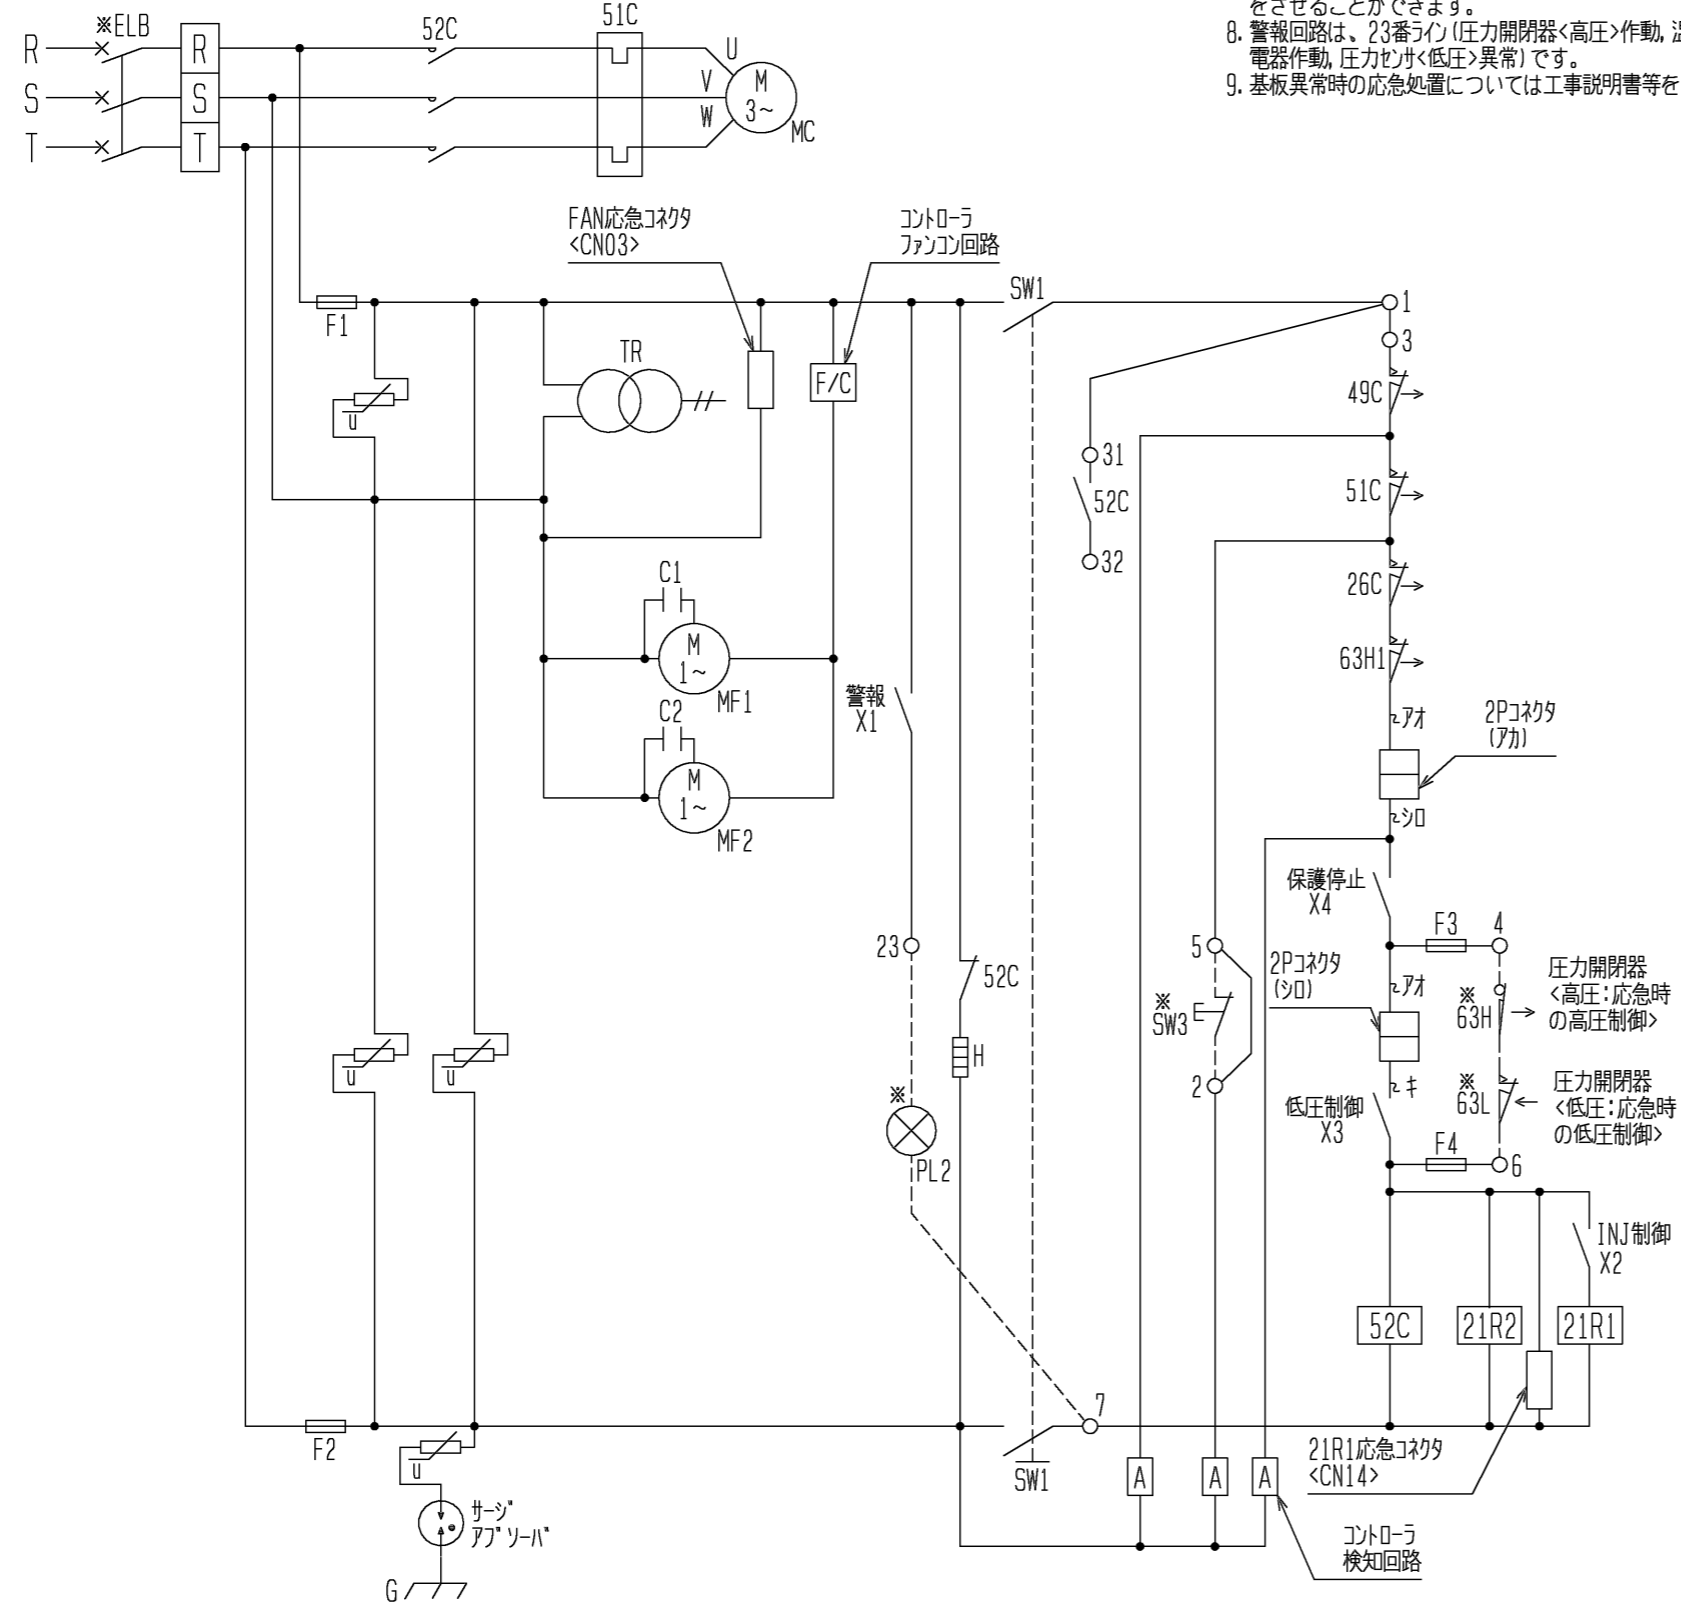 をさせることができます。
8. 警報回路は、23番ライン(圧力開閉器<高圧>作動, 
電器作動, 圧力センサ<低圧>異常)です。
9. 基板異常時の応急処置については工事説明書等を
※ELB
52C
51C
R
R
U
S
S
V
M
3~
T
T
W
MC
FAN応急コネクタ
<CN03>
コントローラ
ファンコン回路
F1
SW1
1
3
TR
F/C
49C
u
31
51C
52C
32
C1
26C
M
1~
MF1
63H1
警報
X1
C2
M
1~
MF2
アオ
2Pコネクタ
(アカ)
シロ
保護停止
X4
F3
4
23
52C
5
2Pコネクタ
(シロ)
アオ
※
63H
圧力開閉器
<高圧:応急時
の高圧制御>
※
SW3
E
u
u
H
2
キ
低圧制御
X3
※
63L
圧力開閉器
<低圧:応急時
の低圧制御>
※
PL2
F4
6
INJ制御
X2
52C
21R2
21R1
7
F2
SW1
u
A
A
A
21R1応急コネクタ
<CN14>
サージ
アブソーバ
コントローラ
検知回路
G